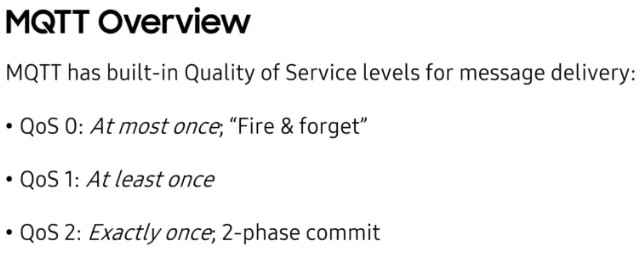 MQTT Overview
MQTT has built-in Quality of Service levels for message delivery:
• QoS 0: At most once; “Fire & forget”
• QoS 1: At least once
• QoS 2: Exactly once; 2-phase commit